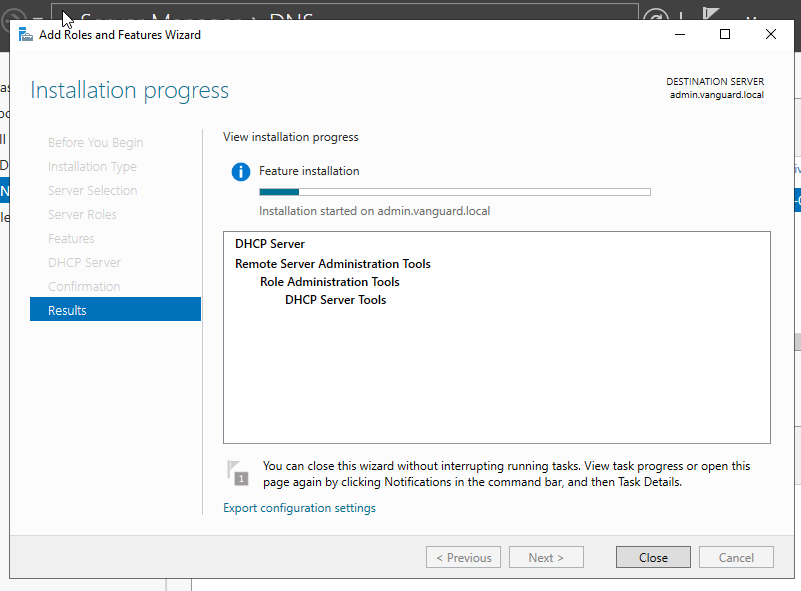 Server Manager › DNS
Add Roles and Features Wizard
Installation progress
DESTINATION SERVER
admin.vanguard.local
Before You Begin
Installation Type
Server Selection
Server Roles
Features
DHCP Server
Confirmation
Results
View installation progress
Feature installation
Installation started on admin.vanguard.local
DHCP Server
Remote Server Administration Tools
Role Administration Tools
DHCP Server Tools
1
You can close this wizard without interrupting running tasks. View task progress or open this
page again by clicking Notifications in the command bar, and then Task Details.
Export configuration settings
< Previous
Next >
Close
Cancel